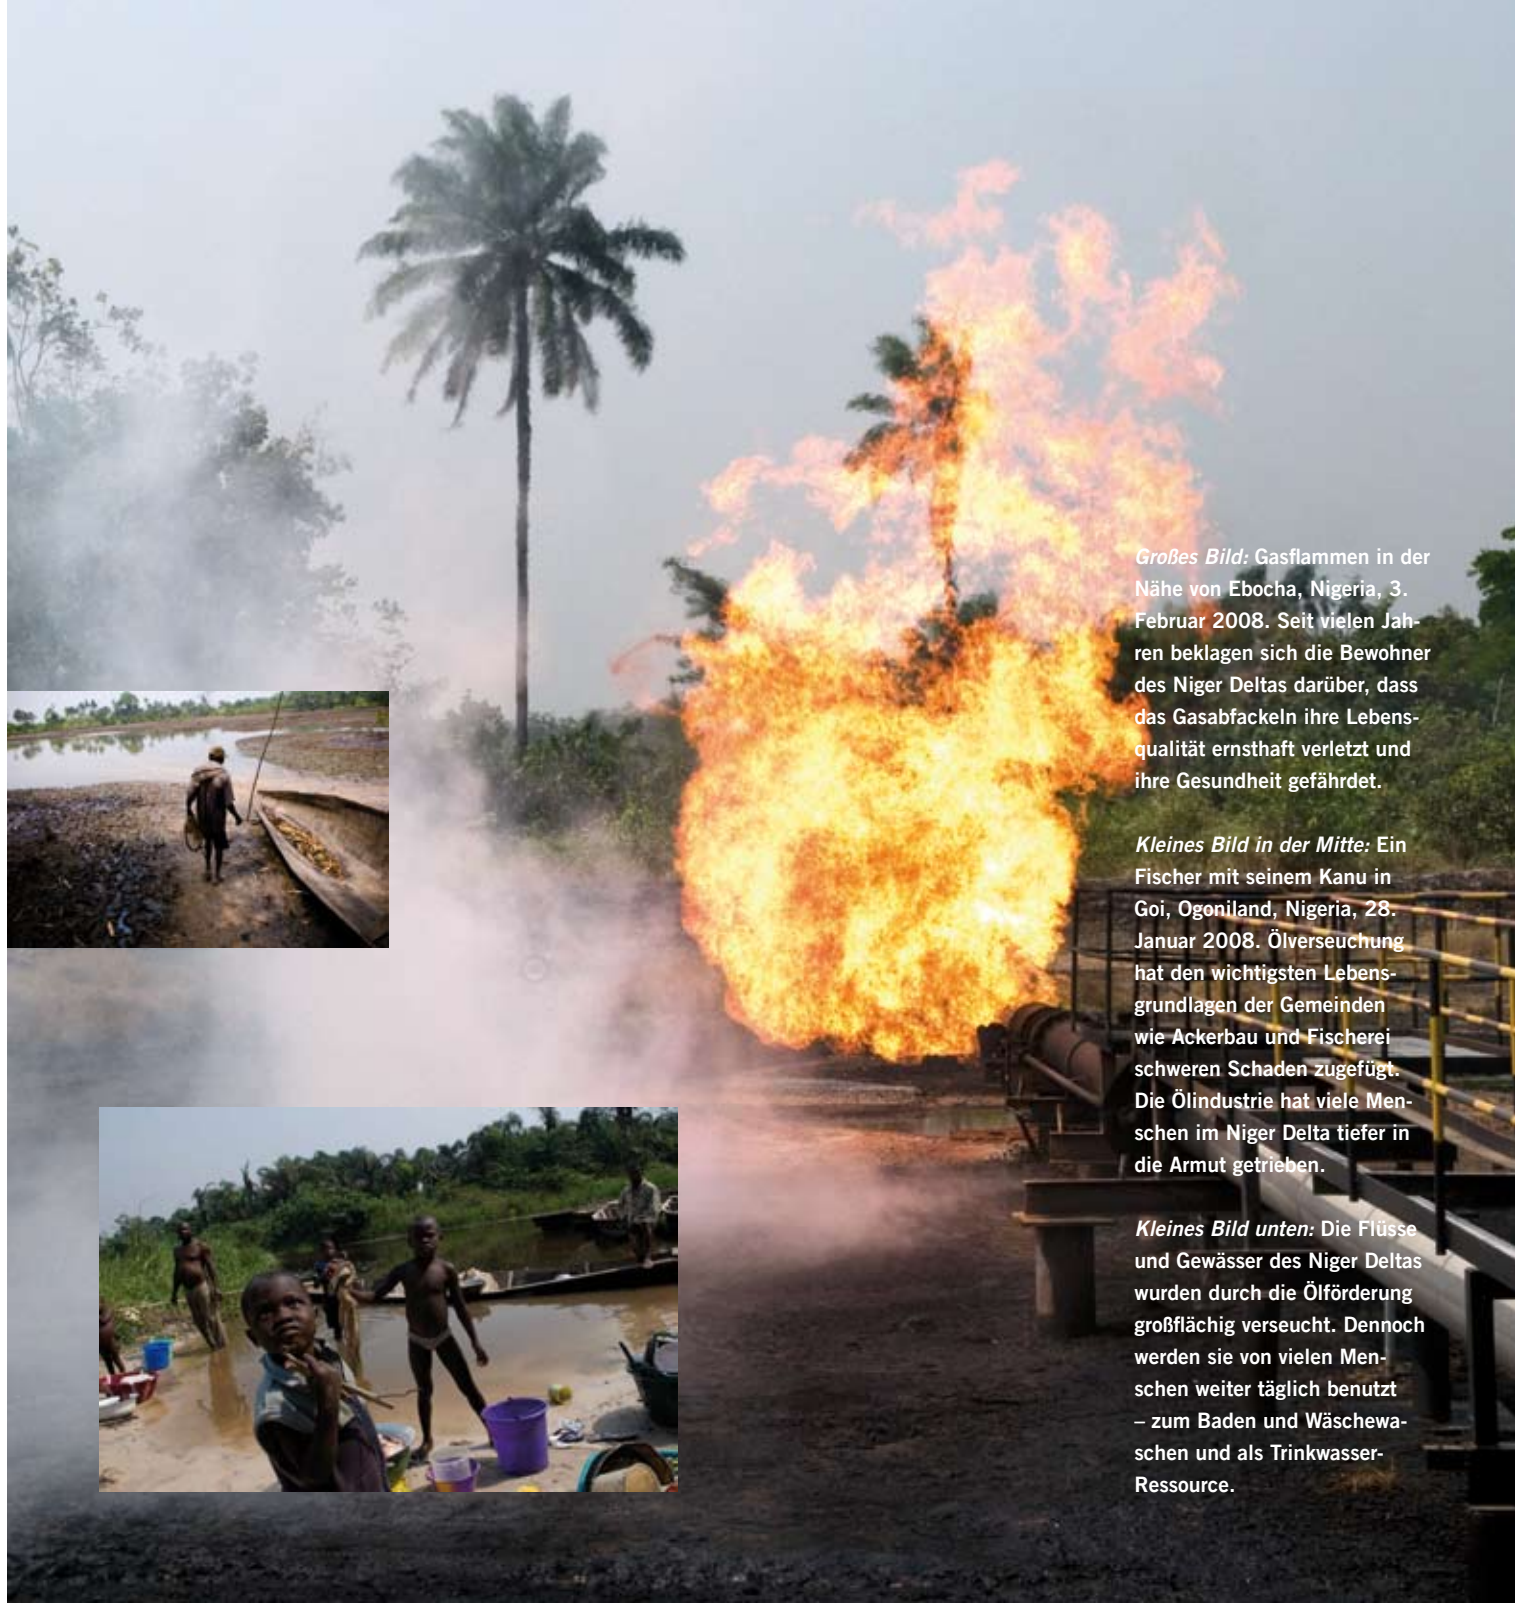 Großes Bild: Gasflammen in der
Nähe von Ebocha, Nigeria, 3.
Februar 2008. Seit vielen Jah-
ren beklagen sich die Bewohner
des Niger Deltas darüber, dass
das Gasabfackeln ihre Lebens-
qualität ernsthaft verletzt und
ihre Gesundheit gefährdet.
Kleines Bild in der Mitte: Ein
Fischer mit seinem Kanu in
Goi, Ogoniland, Nigeria, 28.
Januar 2008. Ölverseuchung
hat den wichtigsten Lebens-
grundlagen der Gemeinden
wie Ackerbau und Fischerei
schweren Schaden zugefügt.
Die Ölindustrie hat viele Men-
schen im Niger Delta tiefer in
die Armut getrieben.
Kleines Bild unten: Die Flüsse
und Gewässer des Niger Deltas
wurden durch die Ölförderung
großflächig verseucht. Dennoch
werden sie von vielen Men-
schen weiter täglich benutzt
– zum Baden und Wäschewa-
schen und als Trinkwasser-
Ressource.